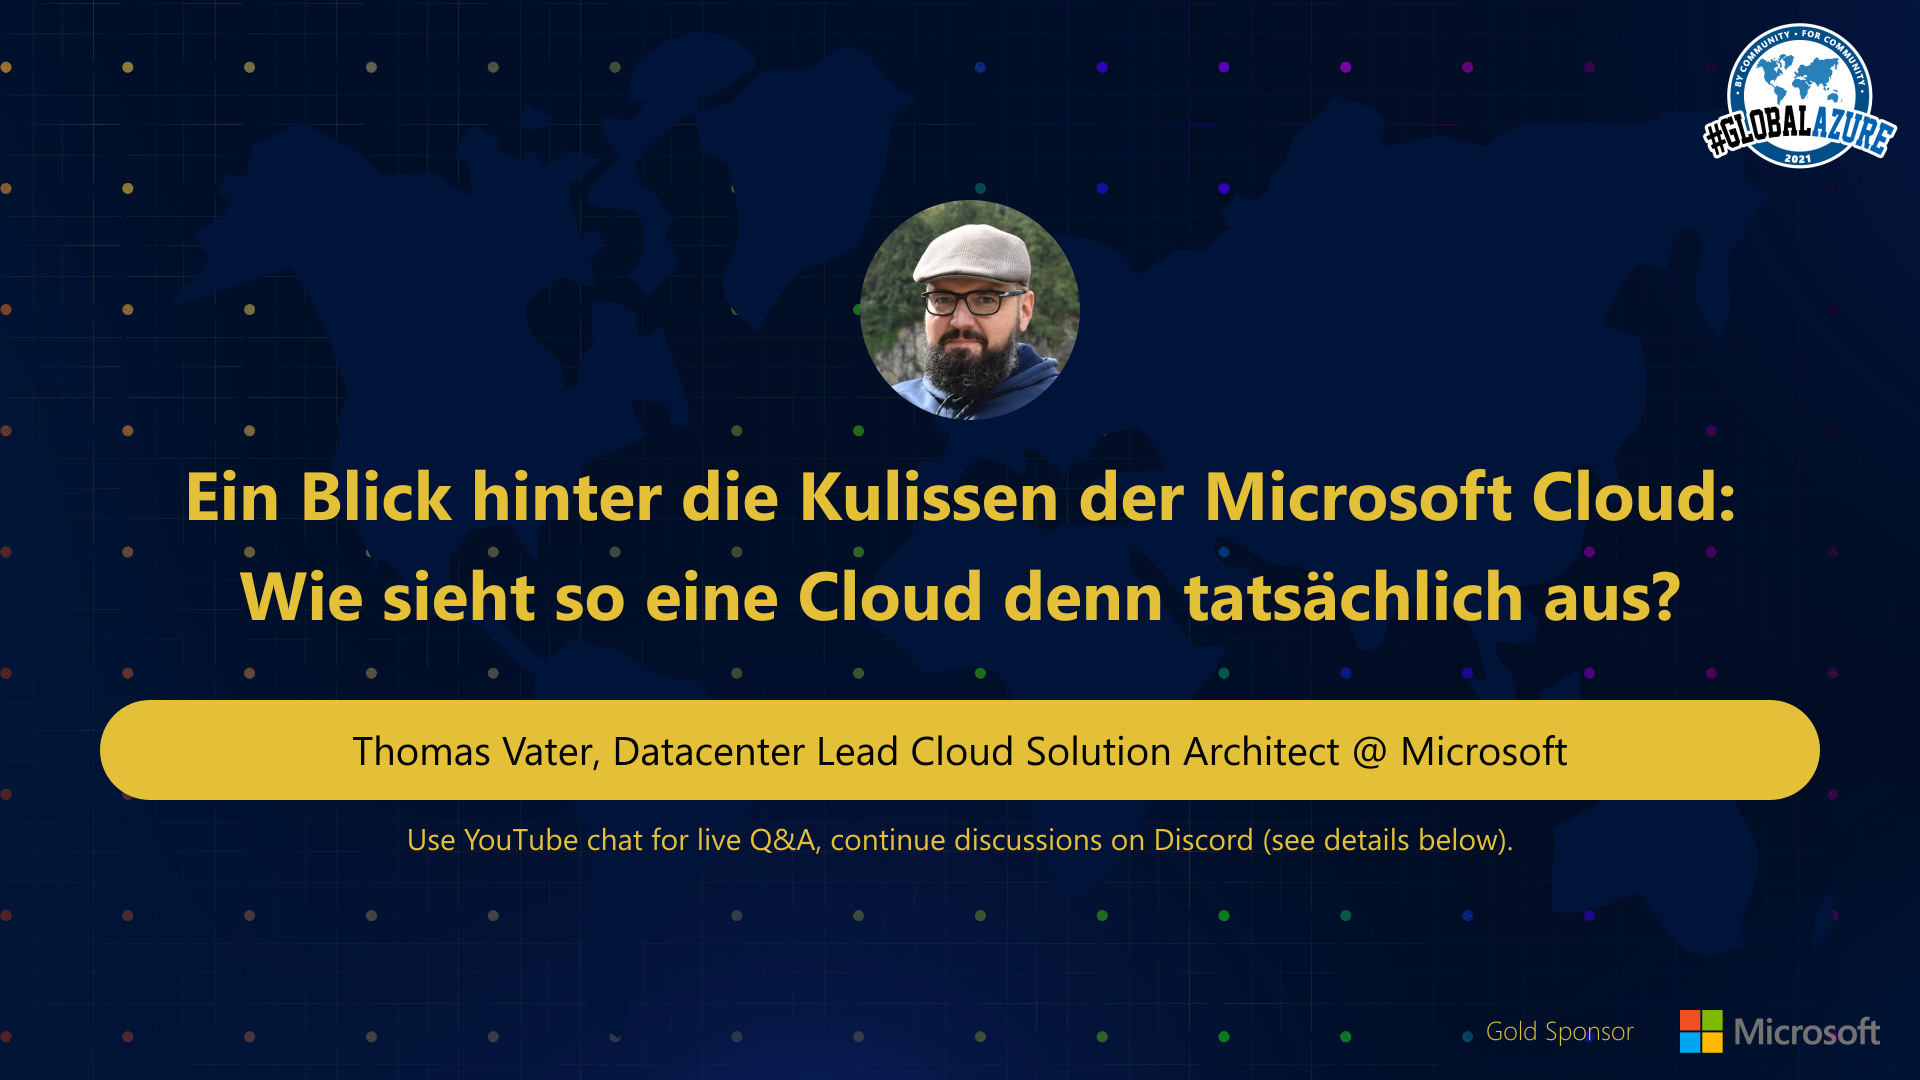 • BY COMMUNITY • FOR COMMUNITY •
#GLOBALAZURE
2021
Ein Blick hinter die Kulissen der Microsoft Cloud:
Wie sieht so eine Cloud denn tatsächlich aus?
Thomas Vater, Datacenter Lead Cloud Solution Architect @ Microsoft
Use YouTube chat for live Q&A, continue discussions on Discord (see details below).
Gold Sponsor
Microsoft